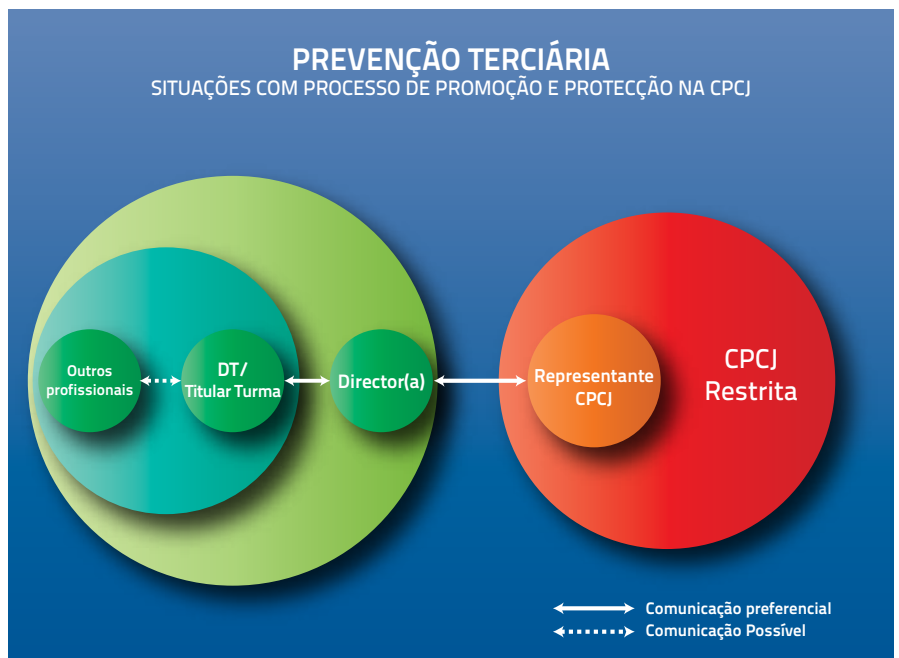 PREVENÇÃO TERCIÁRIA
SITUAÇÕES COM PROCESSO DE PROMOÇÃO E PROTECÇÃO NA CPCJ
Outros
profissionais
DT/
Titular Turma
Director(a)
Representante
CPCJ
CPCJ
Restrita
Comunicação preferencial
Comunicação Possível